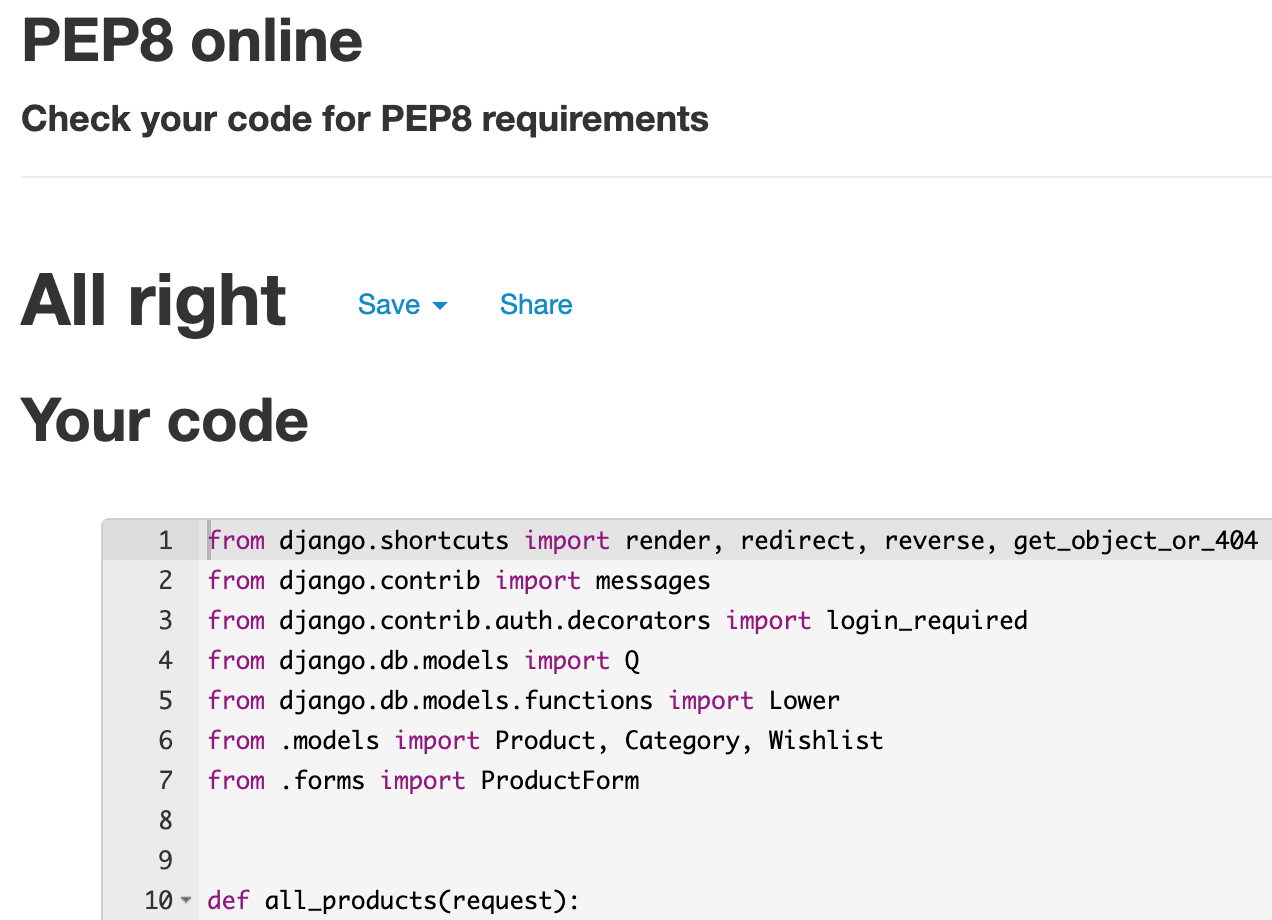 PEP8 online
Check your code for PEP8 requirements
All right Save Share
Your code
1 from django.shortcuts import render, redirect, reverse, get_object_or_404
2 from django.contrib import messages
3 from django.contrib.auth.decorators import login_required
4 from django.db.models import Q
5 from django.db.models.functions import Lower
6 from .models import Product, Category, Wishlist
7 from .forms import ProductForm
8
9
10 def all_products(request):